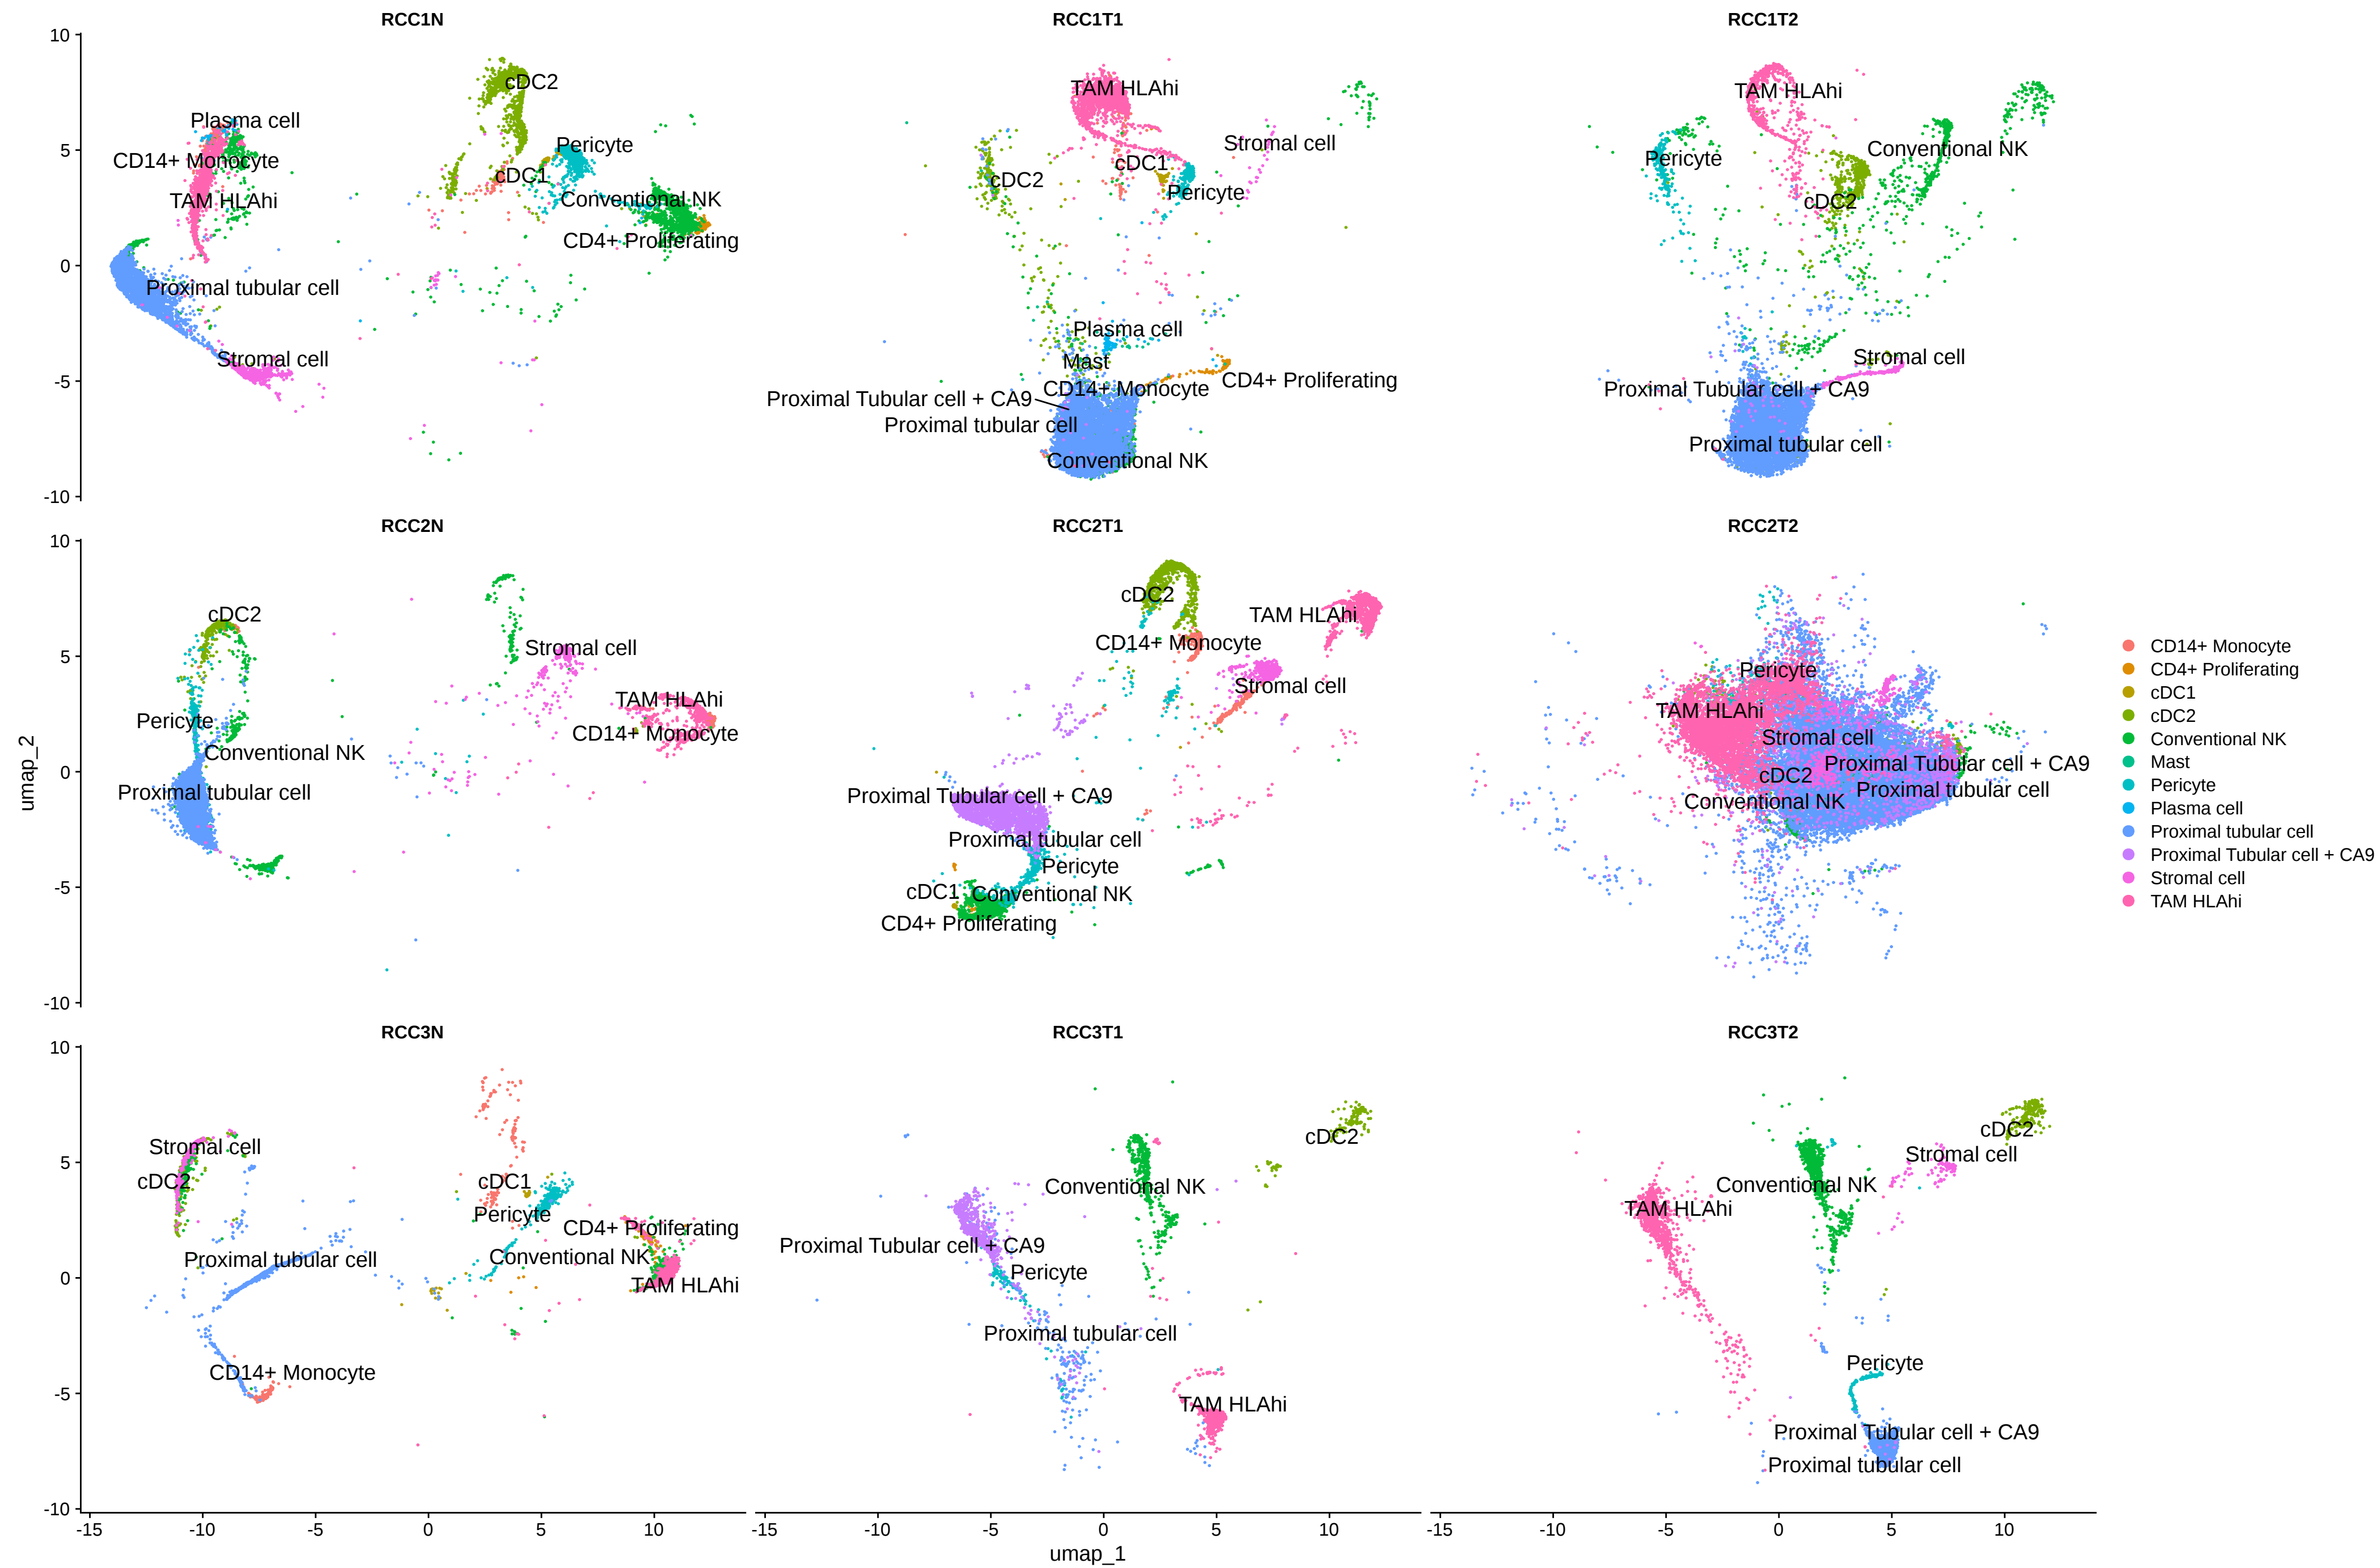 RCC1N
RCC1T1
RCC1T2
10
5
0
-5
-10
Plasma cell
CD14+ Monocyte
TAM HLAhi
Proximal tubular cell
Stromal cell
cDC2
Pericyte
cDC1
Conventional NK
CD4+ Proliferating
TAM HLAhi
Stromal cell
cDC1
cDC2
Pericyte
Plasma cell
Mast
CD14+ Monocyte
CD4+ Proliferating
Proximal Tubular cell + CA9
Proximal tubular cell
Conventional NK
TAM HLAhi
Conventional NK
Pericyte
cDC2
Stromal cell
Proximal Tubular cell + CA9
Proximal tubular cell
RCC2N
RCC2T1
RCC2T2
10
5
0
-5
-10
umap_2
cDC2
Stromal cell
TAM HLAhi
Pericyte
CD14+ Monocyte
Conventional NK
Proximal tubular cell
cDC2
TAM HLAhi
CD14+ Monocyte
Stromal cell
Proximal Tubular cell + CA9
Proximal tubular cell
Pericyte
cDC1
Conventional NK
CD4+ Proliferating
Pericyte
TAM HLAhi
Stromal cell
Proximal Tubular cell + CA9
cDC2
Proximal tubular cell
Conventional NK
CD14+ Monocyte
CD4+ Proliferating
cDC1
cDC2
Conventional NK
Mast
Pericyte
Plasma cell
Proximal tubular cell
Proximal Tubular cell + CA9
Stromal cell
TAM HLAhi
RCC3N
RCC3T1
RCC3T2
10
5
0
-5
-10
Stromal cell
cDC2
cDC1
Pericyte
CD4+ Proliferating
Proximal tubular cell
Conventional NK
TAM HLAhi
CD14+ Monocyte
cDC2
Conventional NK
Proximal Tubular cell + CA9
Pericyte
Proximal tubular cell
TAM HLAhi
cDC2
Stromal cell
Conventional NK
TAM HLAhi
Pericyte
Proximal Tubular cell + CA9
Proximal tubular cell
-15
-10
-5
0
5
10
-15
-10
-5
0
5
10
-15
-10
-5
0
5
10
umap_1